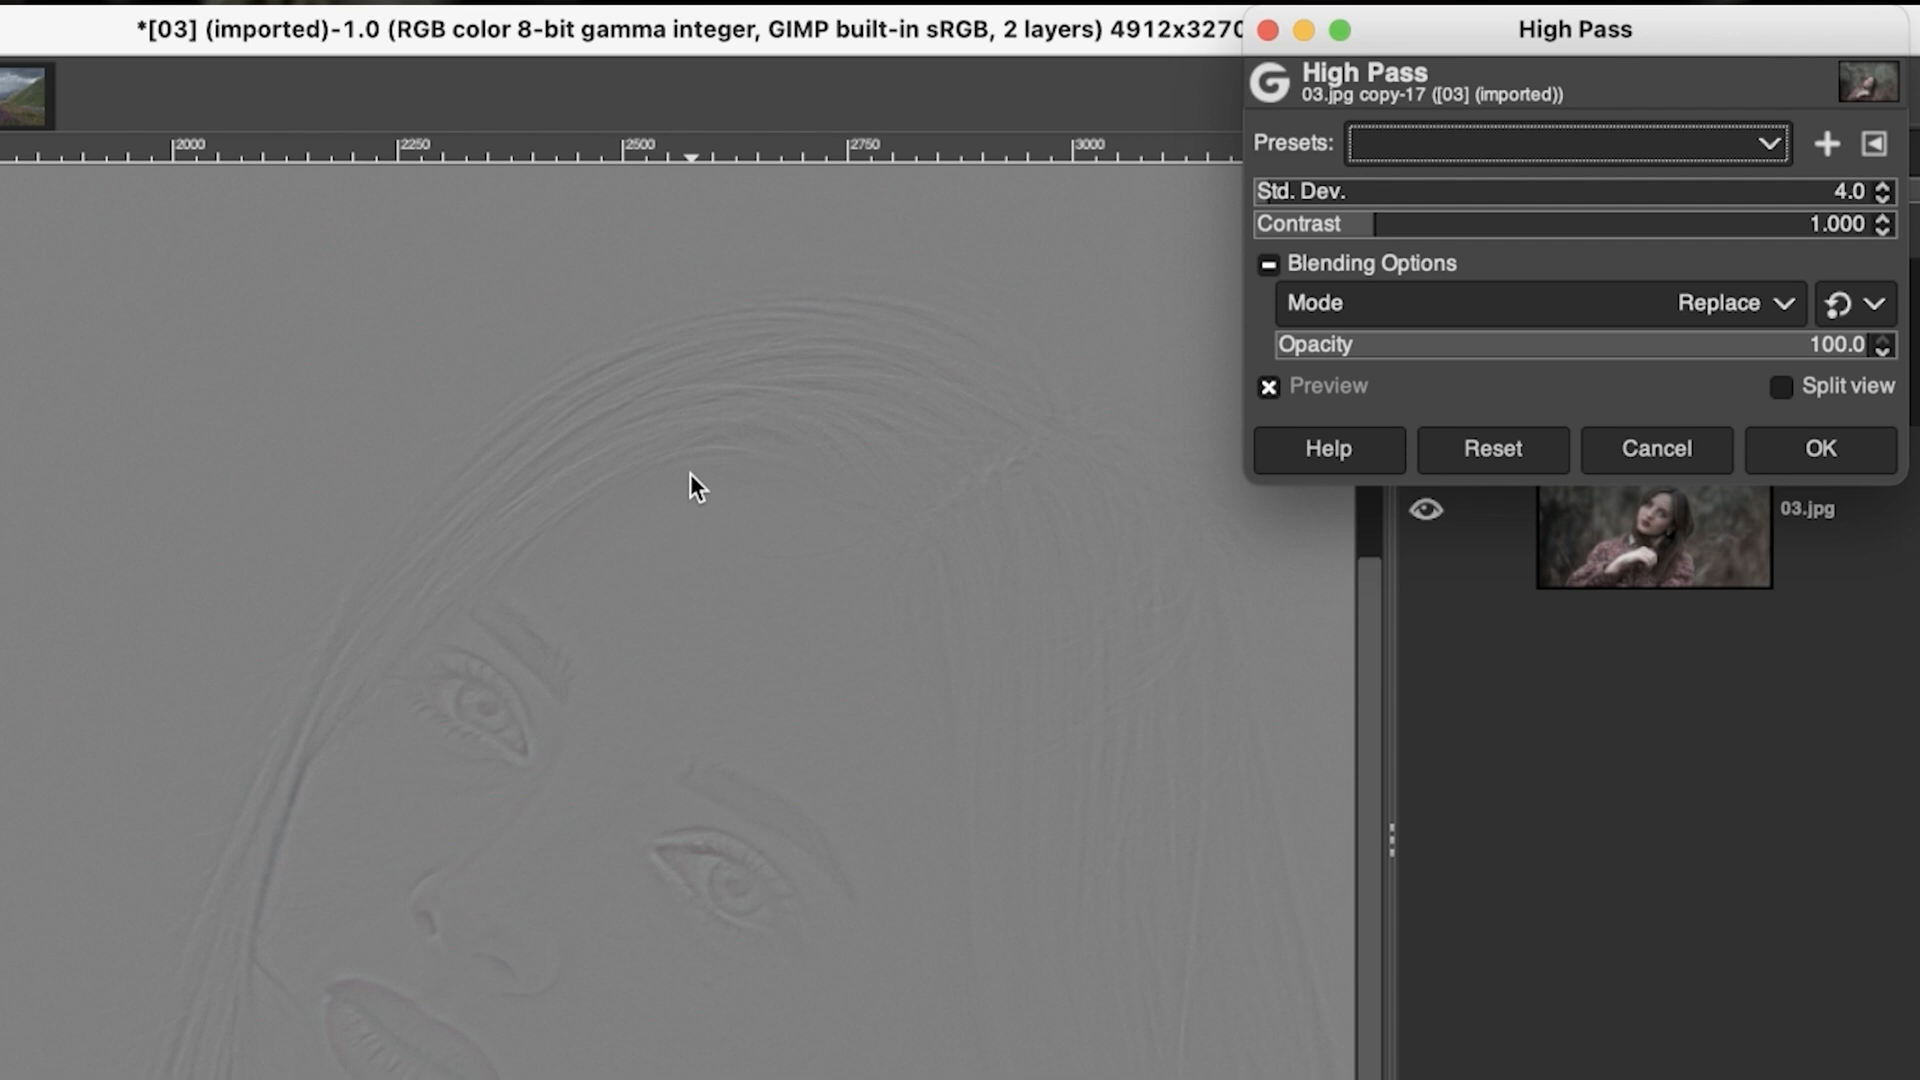 *[03] (imported)-1.0 (RGB color 8-bit gamma integer, GIMP built-in sRGB, 2 layers) 4912x3270
High Pass
High Pass
03.jpg copy-17 ([03] (imported))
Presets:
2000 2250 2500 2750 3000
Std. Dev. 4.0
Contrast 1.000
Blending Options
Mode Replace
Opacity 100.0
Preview Split view
Help Reset Cancel OK
03.jpg